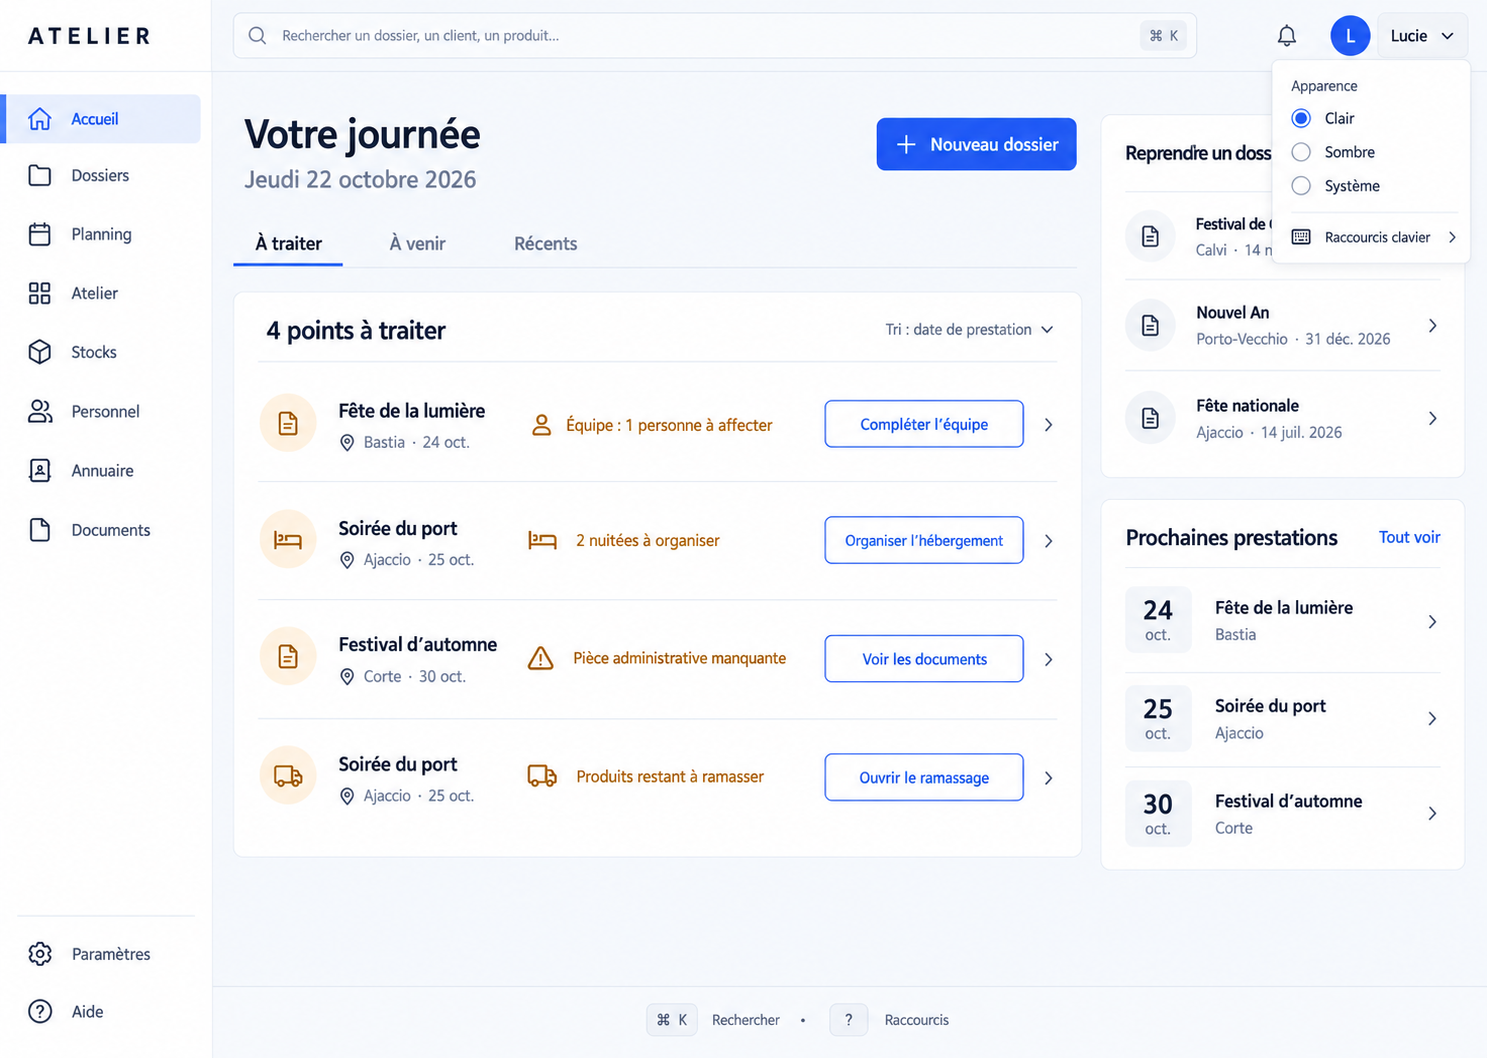 ATELIER
Rechercher un dossier, un client, un produit...
⌘ K
L
Lucie
Apparence
Clair
Sombre
Système
Raccourcis clavier
Accueil
Dossiers
Planning
Atelier
Stocks
Personnel
Annuaire
Documents
Paramètres
Aide
Votre journée
Jeudi 22 octobre 2026
Nouveau dossier
À traiter
À venir
Récents
4 points à traiter
Tri : date de prestation
Fête de la lumière
Bastia · 24 oct.
Équipe : 1 personne à affecter
Compléter l’équipe
Soirée du port
Ajaccio · 25 oct.
2 nuitées à organiser
Organiser l’hébergement
Festival d’automne
Corte · 30 oct.
Pièce administrative manquante
Voir les documents
Soirée du port
Ajaccio · 25 oct.
Produits restant à ramasser
Ouvrir le ramassage
Reprendre un doss
Festival de
Calvi · 14
Nouvel An
Porto-Vecchio · 31 déc. 2026
Fête nationale
Ajaccio · 14 juil. 2026
Prochaines prestations
Tout voir
24
oct.
Fête de la lumière
Bastia
25
oct.
Soirée du port
Ajaccio
30
oct.
Festival d’automne
Corte
⌘ K
Rechercher
•
?
Raccourcis